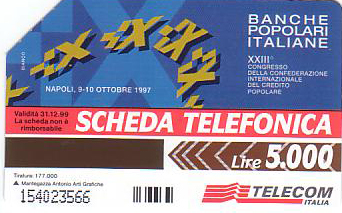 BANCHE
POPOLARI
ITALIANE
XXIII°
CONGRESSO
DELLA CONFEDERAZIONE
INTERNAZIONALE
DEL CREDITO
POPOLARE
NAPOLI, 9-10 OTTOBRE 1997
Validità 31.12.99
La scheda non è
rimborsabile
SCHEDA TELEFONICA
Lire 5.000
Tiratura: 177.000
Mantegazza Antonio Arti Grafiche
154023566
TELECOM
ITALIA